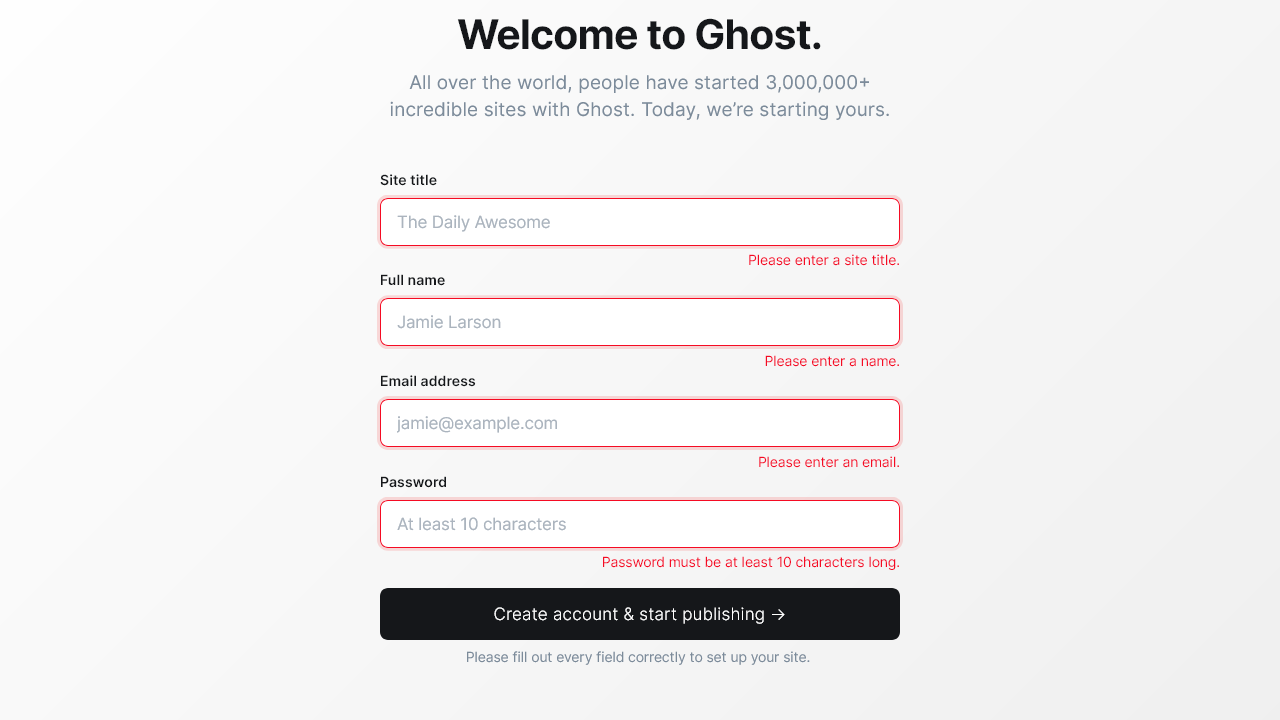 Welcome to Ghost.
All over the world, people have started 3,000,000+
incredible sites with Ghost. Today, we’re starting yours.
Site title
The Daily Awesome
Please enter a site title.
Full name
Jamie Larson
Please enter a name.
Email address
jamie@example.com
Please enter an email.
Password
At least 10 characters
Password must be at least 10 characters long.
Create account & start publishing →
Please fill out every field correctly to set up your site.